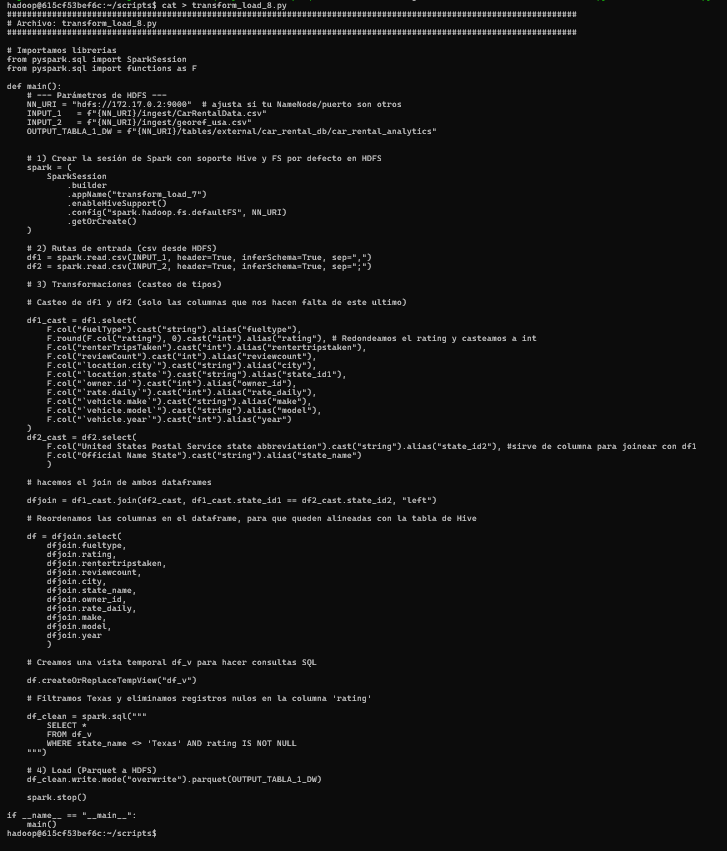 hadoop@615cf53bef6c:~/scripts$ cat > transform_load_8.py
###################################################################################################################
# Archivo: transform_load_8.py
###################################################################################################################
# Importamos librerias
from pyspark.sql import SparkSession
from pyspark.sql import functions as F
def main():
    # --- Parámetros de HDFS ---
    NN_URI = "hdfs://172.17.0.2:9000"  # ajusta si tu NameNode/puerto son otros
    INPUT_1   = f"{NN_URI}/ingest/CarRentalData.csv"
    INPUT_2   = f"{NN_URI}/ingest/georef_usa.csv"
    OUTPUT_TABLA_1_DW = f"{NN_URI}/tables/external/car_rental_db/car_rental_analytics"
    # 1) Crear la sesión de Spark con soporte Hive y FS por defecto en HDFS
    spark = (
        SparkSession
            .builder
            .appName("transform_load_7")
            .enableHiveSupport()
            .config("spark.hadoop.fs.defaultFS", NN_URI)
            .getOrCreate()
    )
    # 2) Rutas de entrada (csv desde HDFS)
    df1 = spark.read.csv(INPUT_1, header=True, inferSchema=True, sep=",")
    df2 = spark.read.csv(INPUT_2, header=True, inferSchema=True, sep=";")
    # 3) Transformaciones (casteo de tipos)
    # Casteo de df1 y df2 (solo las columnas que nos hacen falta de este ultimo)
    df1_cast = df1.select(
        F.col("fuelType").cast("string").alias("fueltype"),
        F.round(F.col("rating"), 0).cast("int").alias("rating"), # Redondeamos el rating y casteamos a int
        F.col("renterTripsTaken").cast("int").alias("rentertripstaken"),
        F.col("reviewCount").cast("int").alias("reviewcount"),
        F.col("`location.city`").cast("string").alias("city"),
        F.col("`location.state`").cast("string").alias("state_id1"),
        F.col("`owner.id`").cast("int").alias("owner_id"),
        F.col("`rate.daily`").cast("int").alias("rate_daily"),
        F.col("`vehicle.make`").cast("string").alias("make"),
        F.col("`vehicle.model`").cast("string").alias("model"),
        F.col("`vehicle.year`").cast("int").alias("year")
    )
    df2_cast = df2.select(
        F.col("United States Postal Service state abbreviation").cast("string").alias("state_id2"), #sirve de columna para joinear con df1
        F.col("Official Name State").cast("string").alias("state_name")
        )
    # hacemos el join de ambos dataframes
    dfjoin = df1_cast.join(df2_cast, df1_cast.state_id1 == df2_cast.state_id2, "left")
    # Reordenamos las columnas en el dataframe, para que queden alineadas con la tabla de Hive
    df = dfjoin.select(
        dfjoin.fueltype,
        dfjoin.rating,
        dfjoin.rentertripstaken,
        dfjoin.reviewcount,
        dfjoin.city,
        dfjoin.state_name,
        dfjoin.owner_id,
        dfjoin.rate_daily,
        dfjoin.make,
        dfjoin.model,
        dfjoin.year
        )
    # Creamos una vista temporal df_v para hacer consultas SQL
    df.createOrReplaceTempView("df_v")
    # Filtramos Texas y eliminamos registros nulos en la columna 'rating'
    df_clean = spark.sql("""
        SELECT *
        FROM df_v
        WHERE state_name <> 'Texas' AND rating IS NOT NULL
    """)
    # 4) Load (Parquet a HDFS)
    df_clean.write.mode("overwrite").parquet(OUTPUT_TABLA_1_DW)
    spark.stop()
if __name__ == "__main__":
    main()
hadoop@615cf53bef6c:~/scripts$